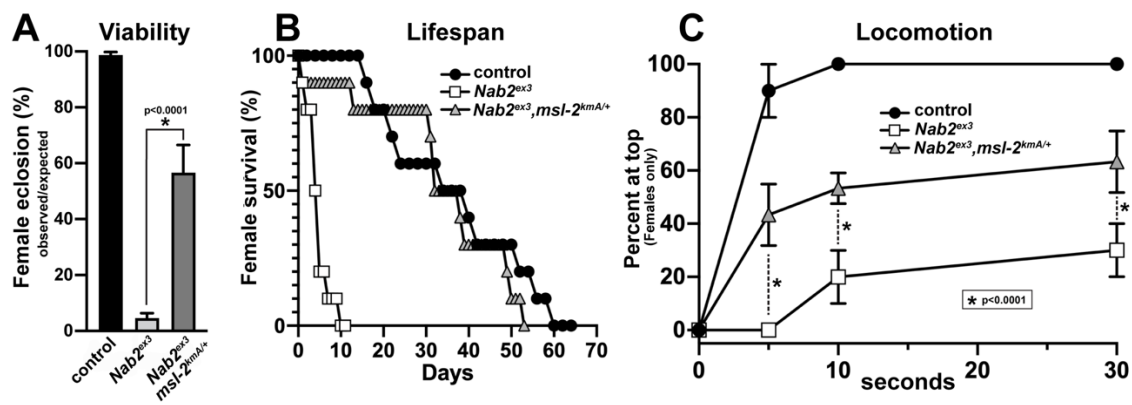 A Viability
Female eclosion (%)
observed/expected
100
80
60
40
20
0
p<0.0001
*
control
Nab2ex3
Nab2ex3
msl-2kmA/+
B Lifespan
Female survival (%)
100
50
0
control
Nab2ex3
Nab2ex3,msl-2kmA/+
0 10 20 30 40 50 60 70
Days
C Locomotion
Percent at top
(Females only)
100
80
60
40
20
0
control
Nab2ex3
Nab2ex3,msl-2kmA/+
*
*
*
* p<0.0001
0 10 20 30
seconds